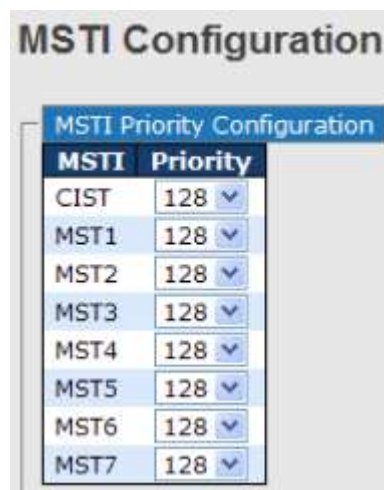 MSTI Configuration
MSTI Priority Configuration
MSTI Priority
CIST 128
MST1 128
MST2 128
MST3 128
MST4 128
MST5 128
MST6 128
MST7 128